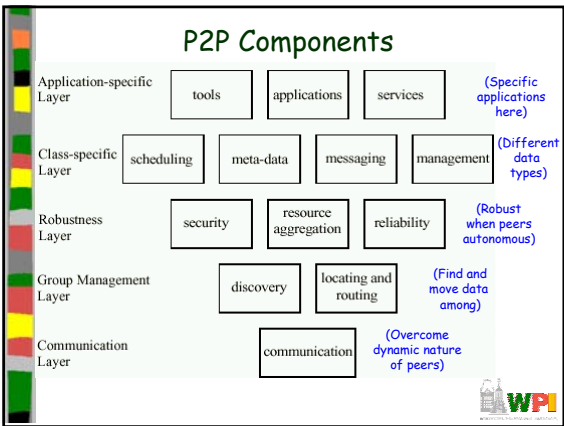 P2P Components
Application-specific
Layer
tools
applications
services
(Specific
applications
here)
Class-specific
Layer
scheduling
meta-data
messaging
management
(Different
data
types)
Robustness
Layer
security
resource
aggregation
reliability
(Robust
when peers
autonomous)
Group Management
Layer
discovery
locating and
routing
(Find and
move data
among)
Communication
Layer
communication
(Overcome
dynamic nature
of peers)
WPI